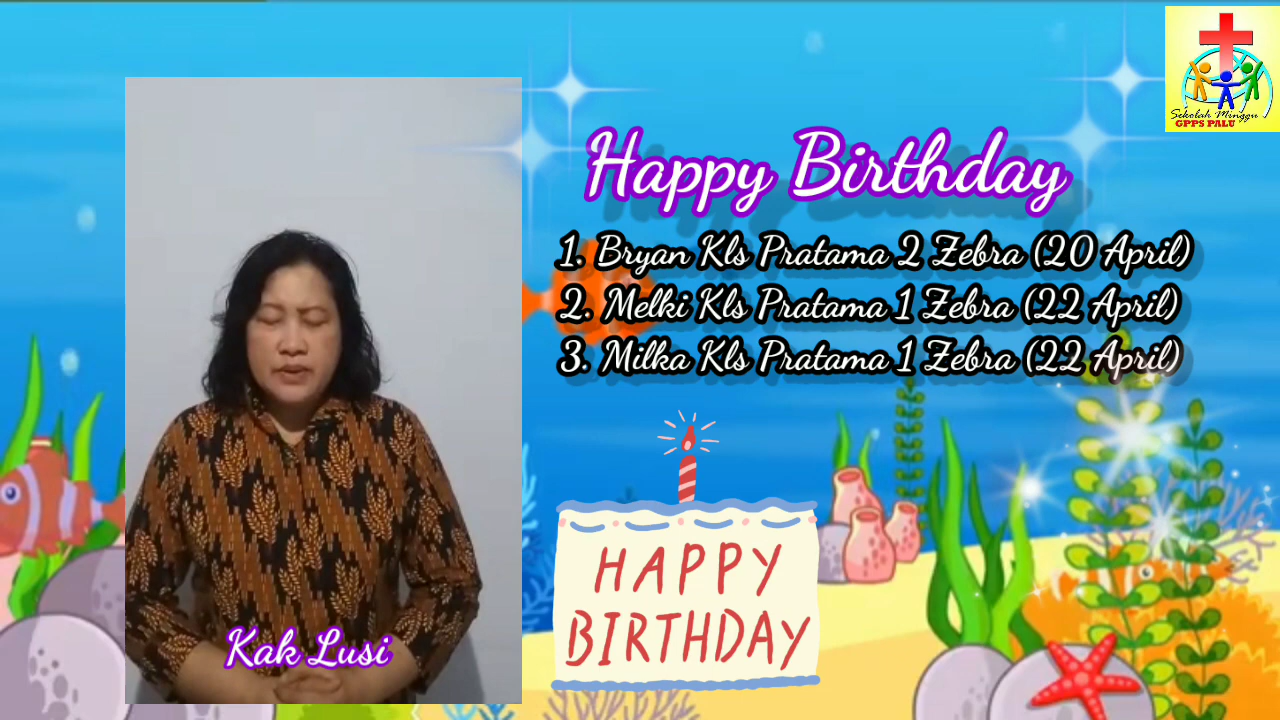 Sekolah Minggu
GPPS PALU
Happy Birthday
1. Bryan Kls Pratama 2 Zebra (20 April)
2. Melki Kls Pratama 1 Zebra (22 April)
3. Milka Kls Pratama 1 Zebra (22 April)
HAPPY
BIRTHDAY
Kak Lusi